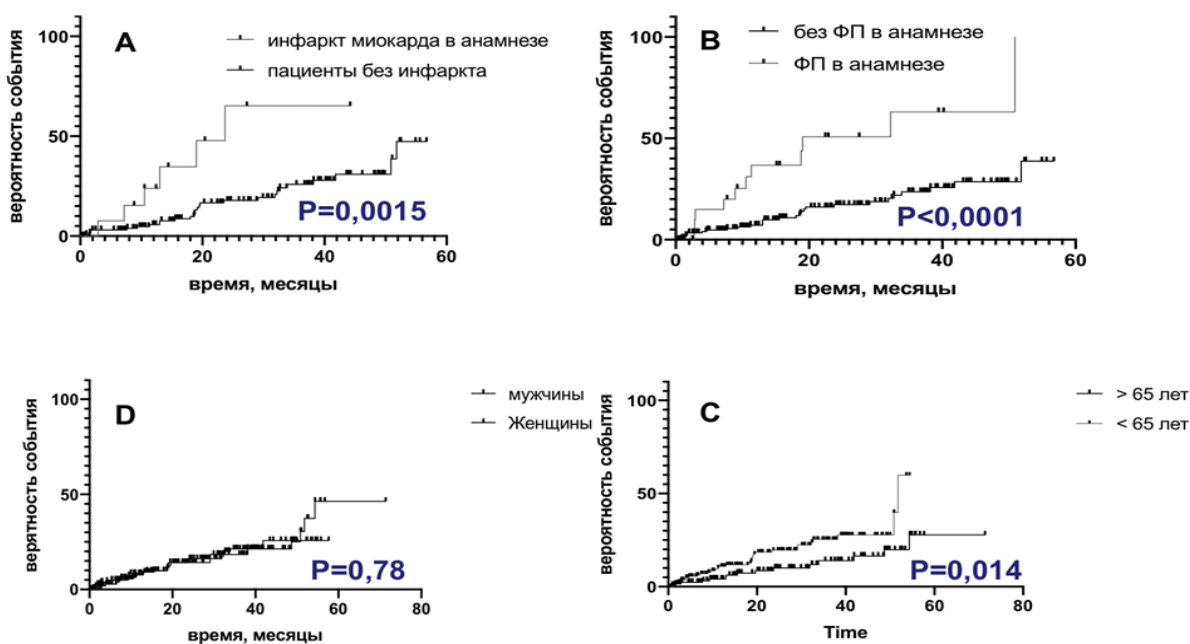 A
инфаркт миокарда в анамнезе
пациенты без инфаркта
вероятность события
100
50
0
P=0,0015
0 20 40 60
время, месяцы
B
без ФП в анамнезе
ФП в анамнезе
вероятность события
100
50
0
P<0,0001
0 20 40 60
время, месяцы
D
мужчины
Женщины
верятность события
100
50
0
P=0,78
0 20 40 60 80
время, месяцы
C
> 65 лет
< 65 лет
вероятность события
100
50
0
P=0,014
0 20 40 60 80
Time